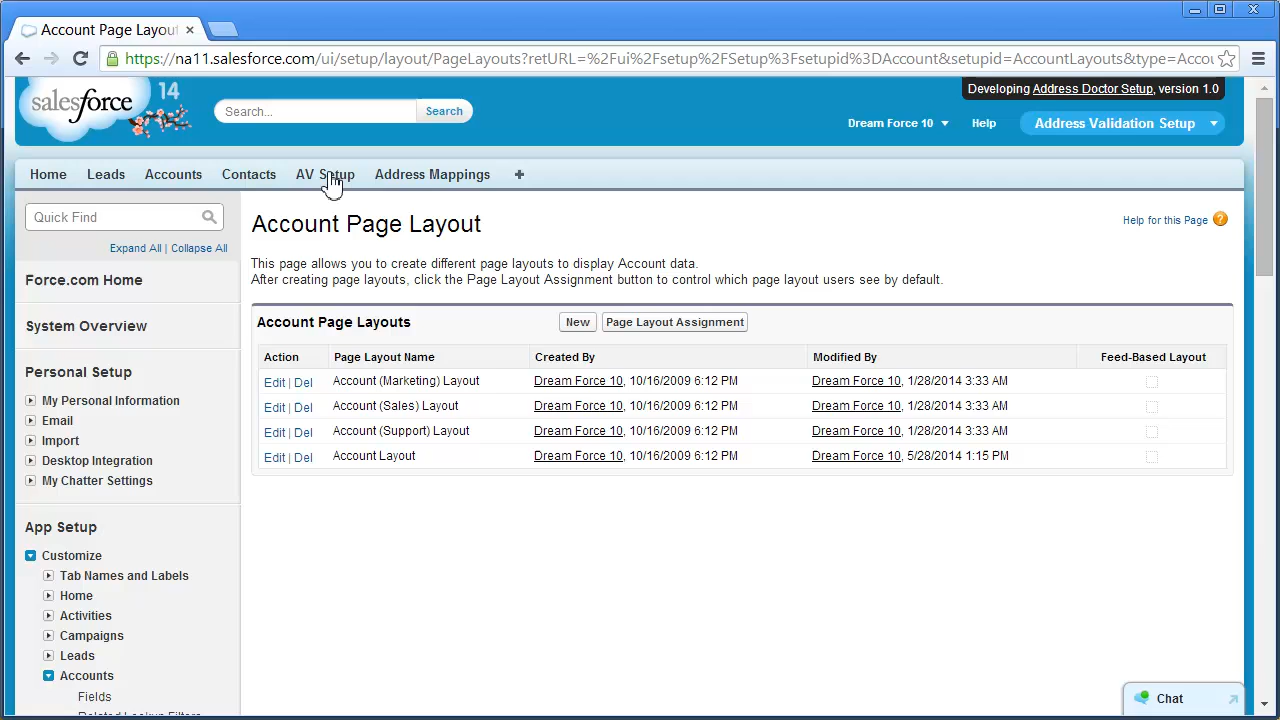 Account Page Layou
https://na11.salesforce.com/ui/setup/layout/PageLayouts?retURL=%2Fui%2Fsetup%2FSetup%3Fsetupid%3DAccount&setupid=AccountLayouts&type=Accou
salesforce
14
Search...
Search
Developing Address Doctor Setup, version 1.0
Dream Force 10
Help
Address Validation Setup
Home
Leads
Accounts
Contacts
AV Setup
Address Mappings
+
Quick Find
Expand All | Collapse All
Force.com Home
System Overview
Personal Setup
My Personal Information
Email
Import
Desktop Integration
My Chatter Settings
App Setup
Customize
Tab Names and Labels
Home
Activities
Campaigns
Leads
Accounts
Fields
Related Lookup Filters
Account Page Layout
Help for this Page ?
This page allows you to create different page layouts to display Account data.
After creating page layouts, click the Page Layout Assignment button to control which page layout users see by default.
Account Page Layouts
New
Page Layout Assignment
Action Page Layout Name Created By Modified By Feed-Based Layout
Edit | Del Account (Marketing) Layout Dream Force 10, 10/16/2009 6:12 PM Dream Force 10, 1/28/2014 3:33 AM
Edit | Del Account (Sales) Layout Dream Force 10, 10/16/2009 6:12 PM Dream Force 10, 1/28/2014 3:33 AM
Edit | Del Account (Support) Layout Dream Force 10, 10/16/2009 6:12 PM Dream Force 10, 1/28/2014 3:33 AM
Edit | Del Account Layout Dream Force 10, 10/16/2009 6:12 PM Dream Force 10, 5/28/2014 1:15 PM
Chat